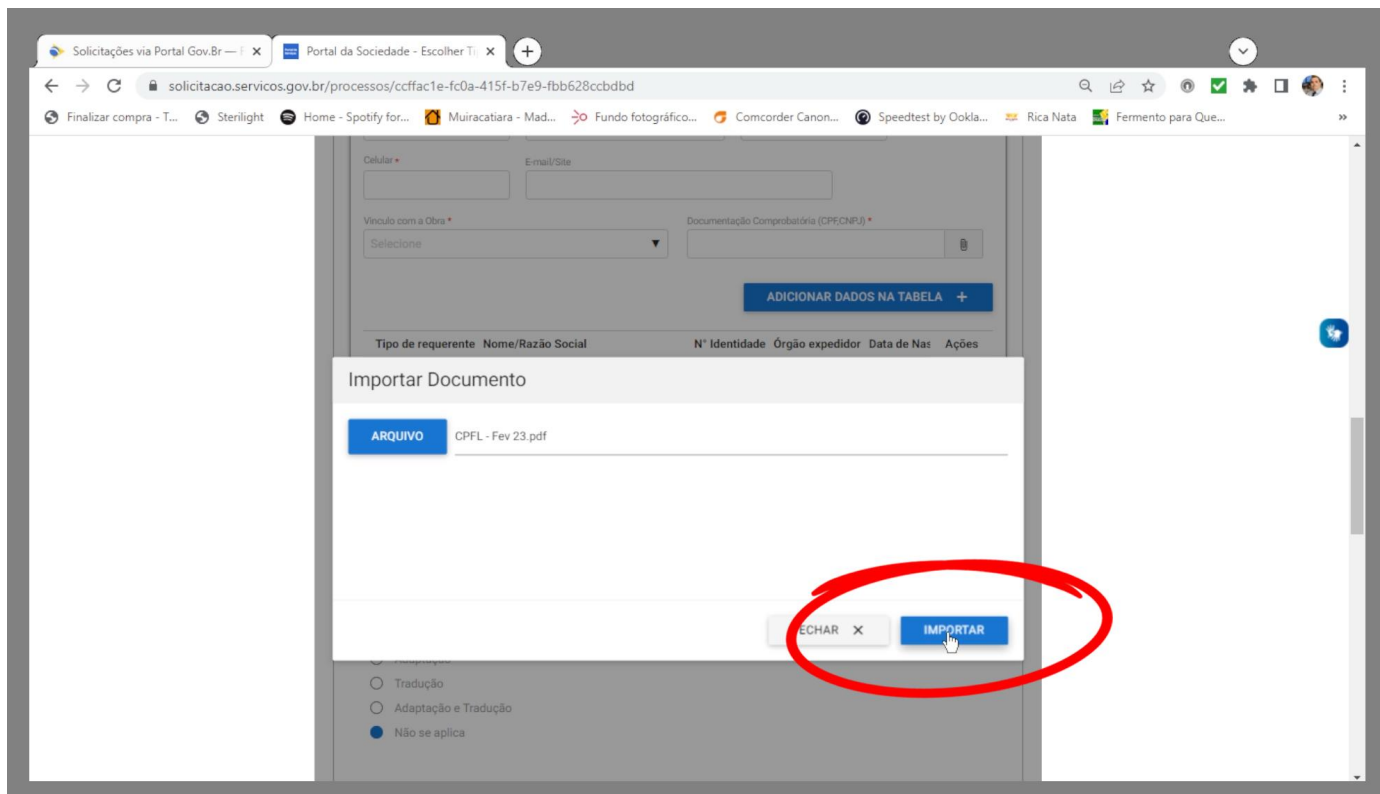 Solicitações via Portal Gov.Br — F
Portal da Sociedade - Escolher Ti
solicitacao.servicos.gov.br/processos/ccffac1e-fc0a-415f-b7e9-fbb628ccbdbd
Finalizar compra - T... Sterilight Home - Spotify for... Muiracatiara - Mad... Fundo fotográfico... Comcorder Canon... Speedtest by Ookla... Rica Nata Fermento para Que... »
Celular * E-mail/Site
Vinculo com a Obra * Documentação Comprobatória (CPF,CNPJ) *
Selecione
ADICIONAR DADOS NA TABELA +
Tipo de requerente Nome/Razão Social N° Identidade Órgão expedidor Data de Nas Ações
Importar Documento
ARQUIVO CPFL - Fev 23.pdf
ECHAR X IMPORTAR
Adaptação
Tradução
Adaptação e Tradução
Não se aplica